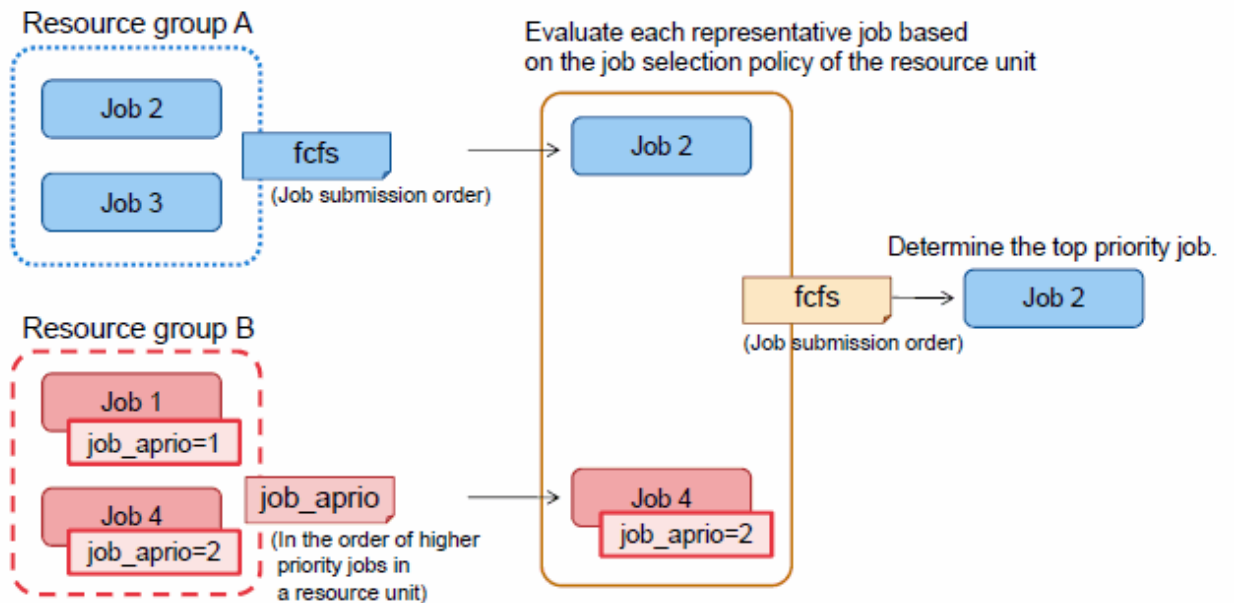 Resource group A
Job 2
Job 3
fcfs
(Job submission order)
Evaluate each representative job based
on the job selection policy of the resource unit
Job 2
Determine the top priority job.
fcfs
(Job submission order)
Job 2
Resource group B
Job 1
job_aprio=1
Job 4
job_aprio=2
job_aprio
(In the order of higher
priority jobs in
a resource unit)
Job 4
job_aprio=2